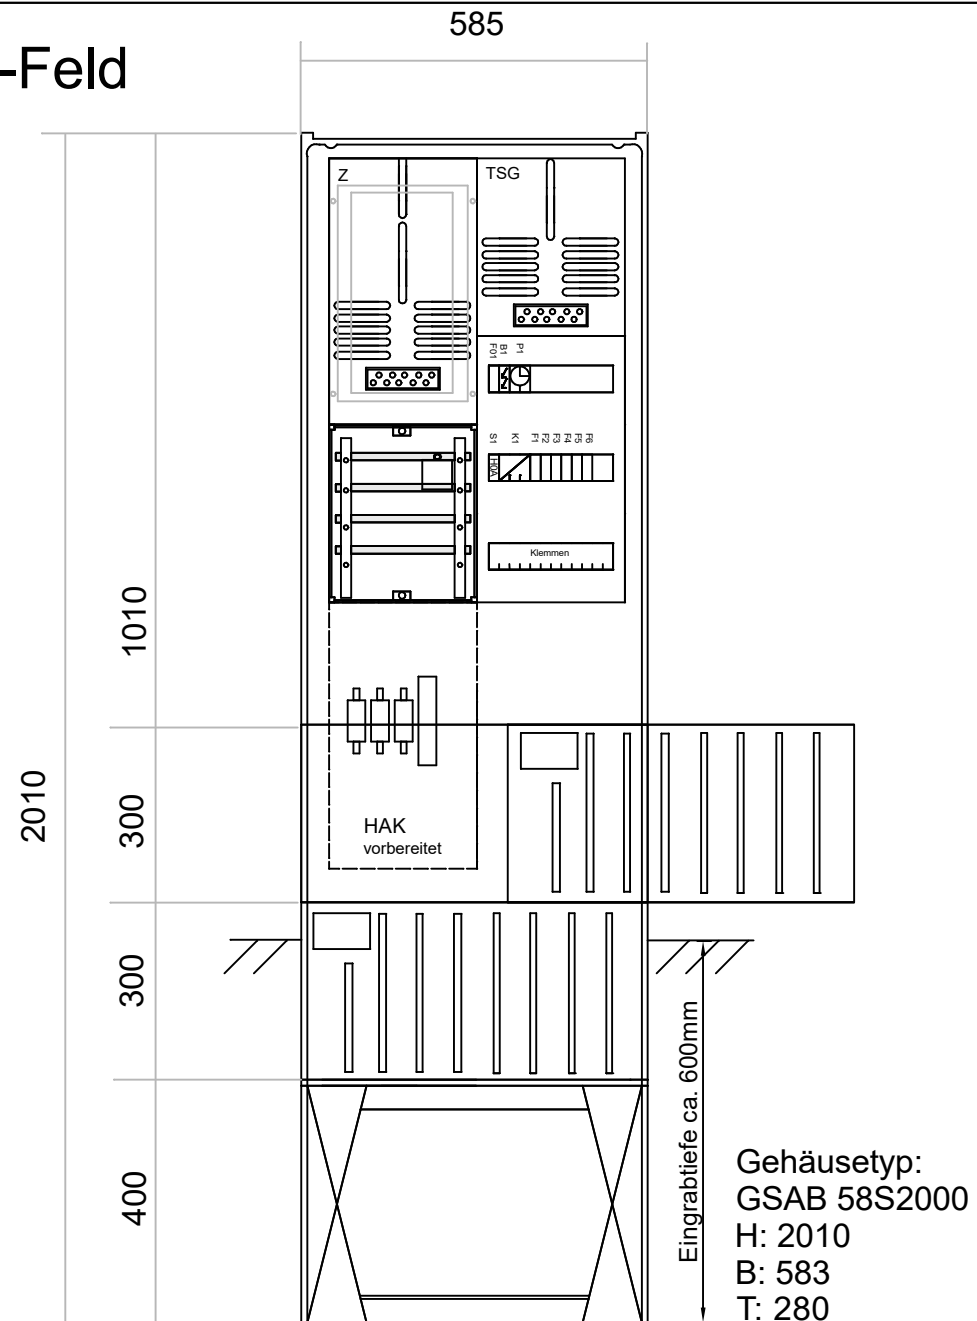 585
-Feld
Z
TSG
F01
B1
P1
S1
K1
F1
F2
F3
F4
F5
F6
H0A
Klemmen
1010
2010
300
HAK
vorbereitet
300
400
Eingrabtiefe ca. 600mm
Gehäusetyp:
GSAB 58S2000
H: 2010
B: 583
T: 280